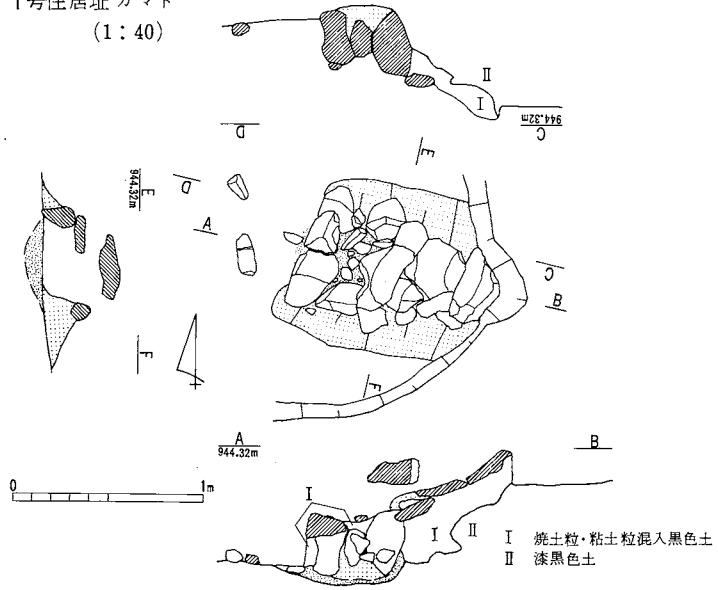 1号住居址カマド
(1:40)
II
I
944.32m
C
D
E
E
944.32m
D
A
C
B
F
F
A
944.32m
B
0
1m
I
I
II
I 焼土粒・粘土粒混入黒色土
II 漆黒色土